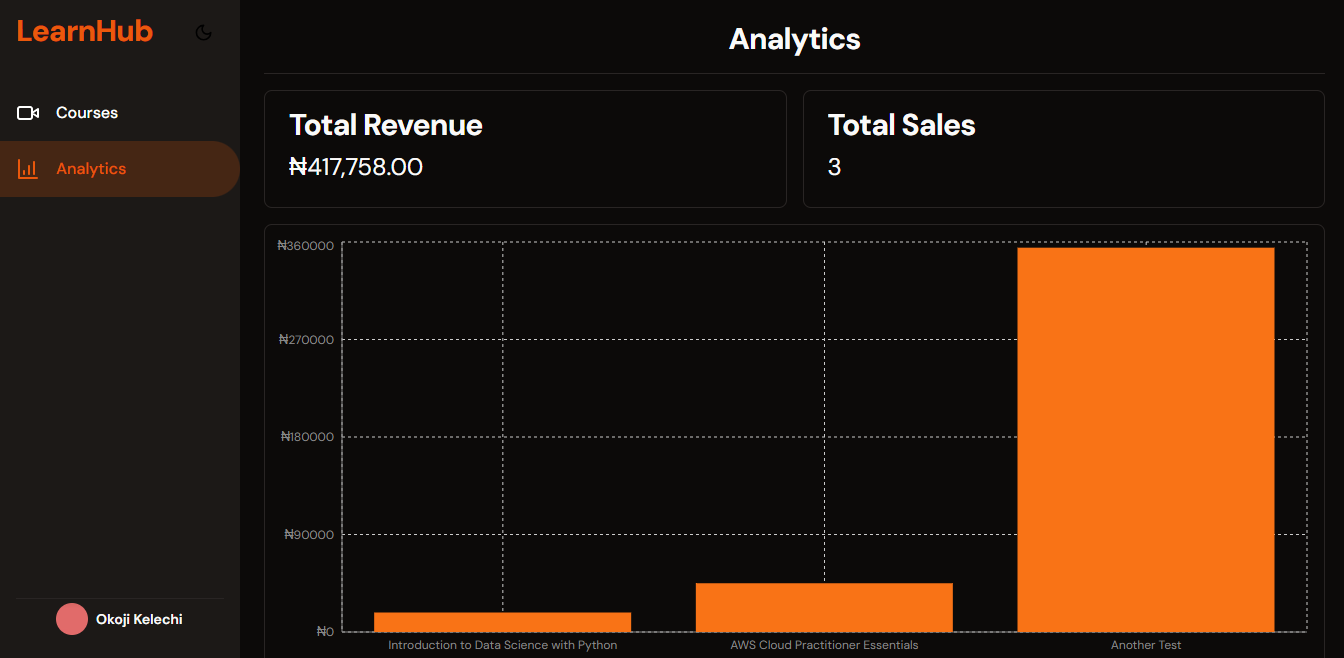 LearnHub
Courses
Analytics
Okoji Kelechi
Analytics
Total Revenue
₦417,758.00
Total Sales
3
₦360000
₦270000
₦180000
₦90000
₦0
Introduction to Data Science with Python
AWS Cloud Practitioner Essentials
Another Test